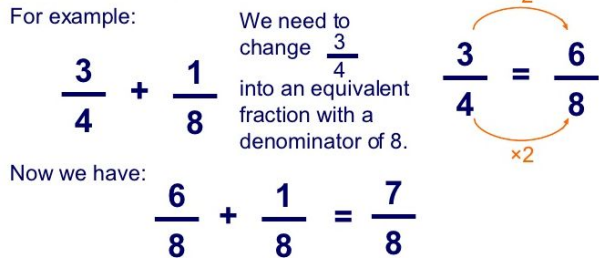 For example:
3/4 + 1/8
We need to
change 3/4
into an equivalent
fraction with a
denominator of 8.
3/4 = 6/8
×2
Now we have:
6/8 + 1/8 = 7/8